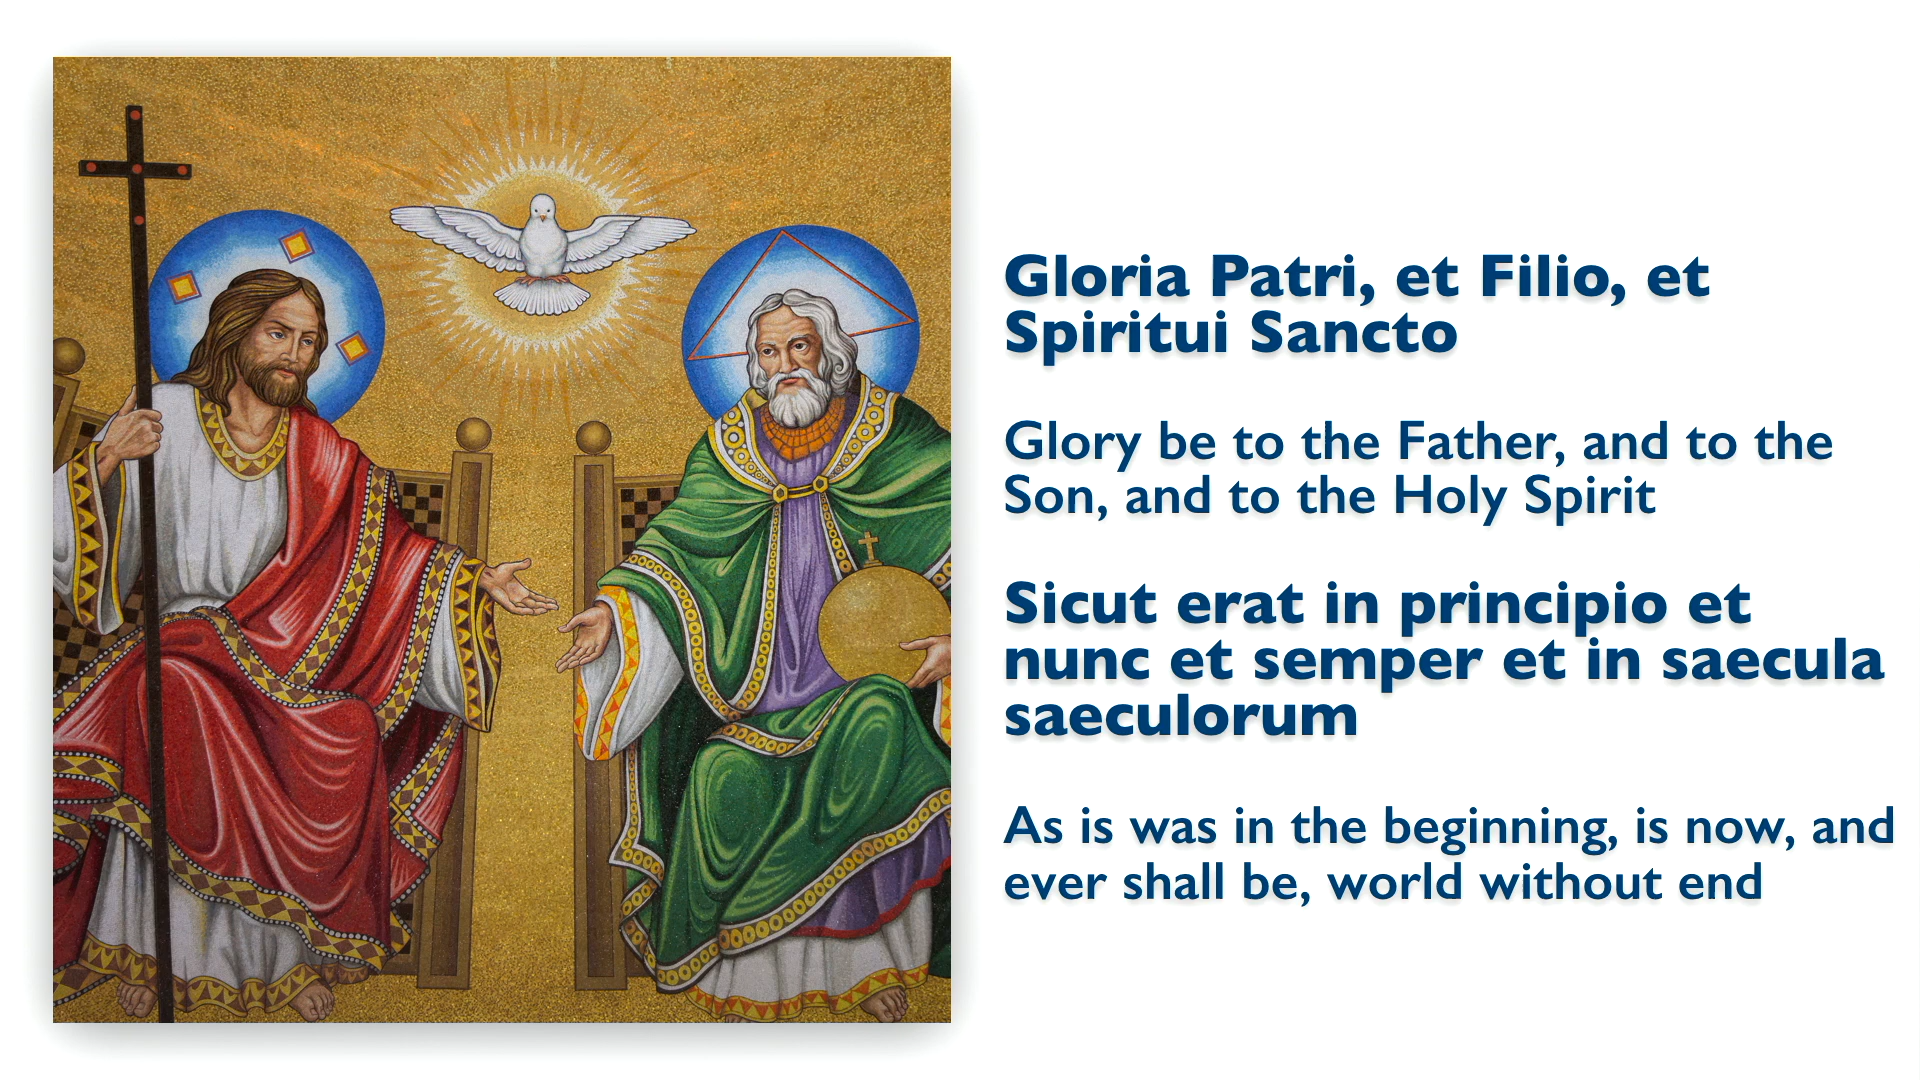 Gloria Patri, et Filio, et
Spiritui Sancto
Glory be to the Father, and to the
Son, and to the Holy Spirit
Sicut erat in principio et
nunc et semper et in saecula
saeculorum
As is was in the beginning, is now, and
ever shall be, world without end